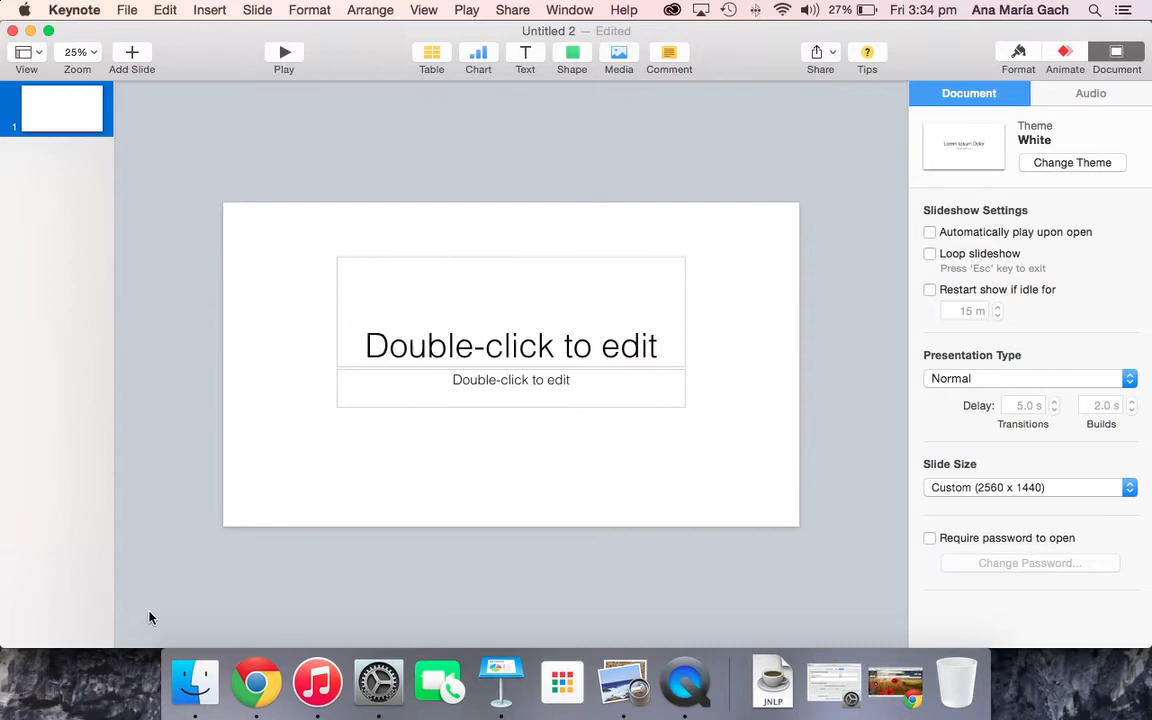 Keynote File Edit Insert Slide Format Arrange View Play Share Window Help 27% Fri 3:34 pm Ana María Gach
Untitled 2 — Edited
25%
View Zoom Add Slide Play Table Chart Text Shape Media Comment Share Tips Format Animate Document
Document Audio
1
Theme
White
Change Theme
Lorem Ipsum Dolor
Slideshow Settings
Automatically play upon open
Loop slideshow
Press 'Esc' key to exit
Restart show if idle for
15 m
Double-click to edit
Double-click to edit
Presentation Type
Normal
Delay: 5.0 s 2.0 s
Transitions Builds
Slide Size
Custom (2560 x 1440)
Require password to open
Change Password...
JNLP